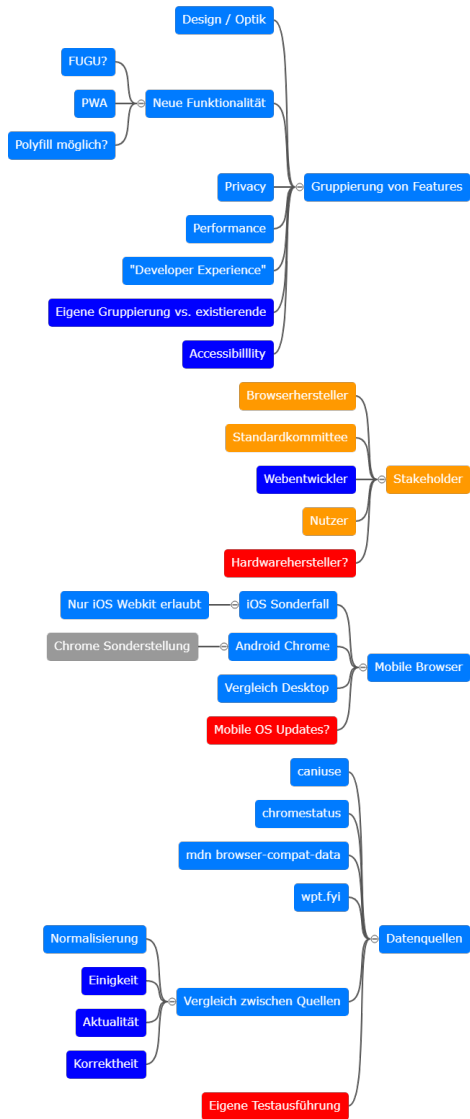 Design / Optik
FUGU?
PWA
Neue Funktionalität
Polyfill möglich?
Privacy
Gruppierung von Features
Performance
"Developer Experience"
Eigene Gruppierung vs. existierende
Accessibilllity
Browserhersteller
Standardkommittee
Webentwickler
Stakeholder
Nutzer
Hardwarehersteller?
Nur iOS Webkit erlaubt
iOS Sonderfall
Chrome Sonderstellung
Android Chrome
Mobile Browser
Vergleich Desktop
Mobile OS Updates?
caniuse
chromestatus
mdn browser-compat-data
wpt.fyi
Normalisierung
Datenquellen
Einigkeit
Vergleich zwischen Quellen
Aktualität
Korrektheit
Eigene Testausführung